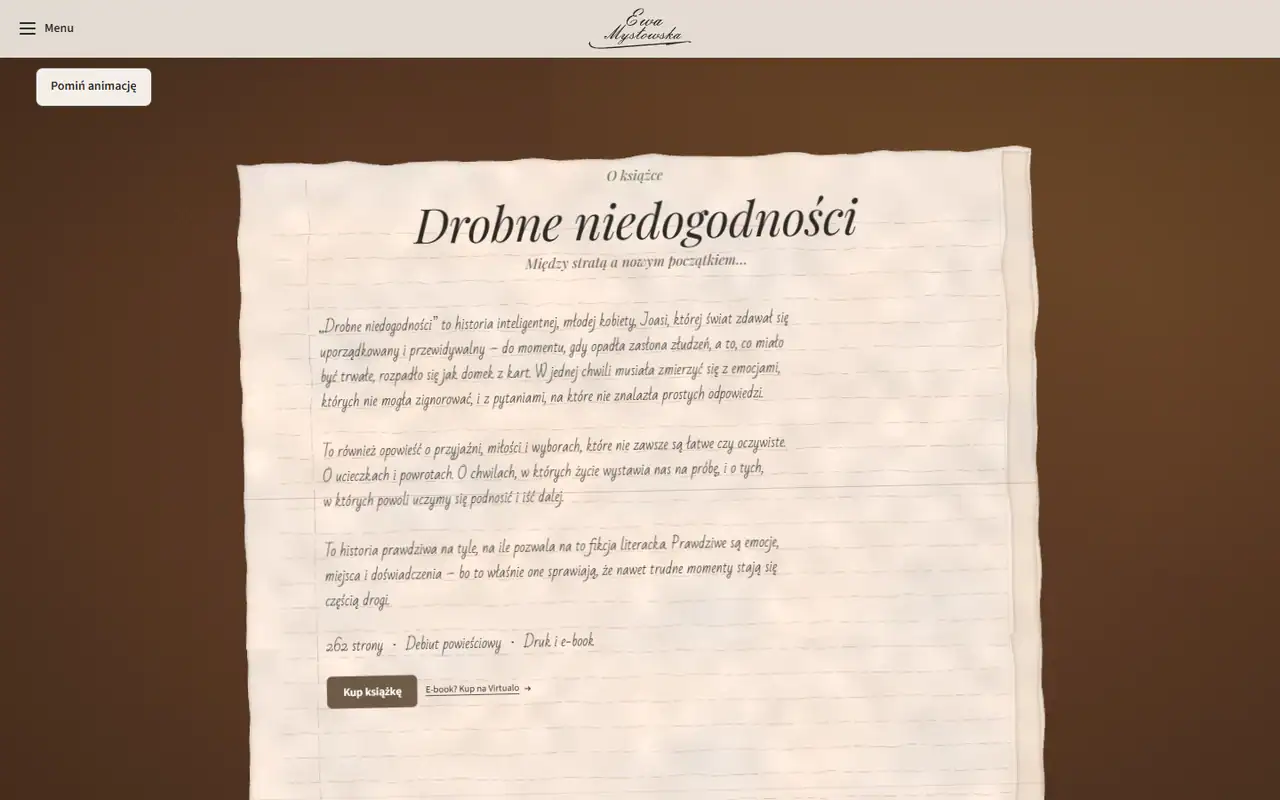 Menu
Ewa
Mysłowska
Pomiń animację
O książce
Drobne niedogodności
Między stratą a nowym początkiem...
„Drobne niedogodności” to historia inteligentnej, młodej kobiety, Joasi, której świat zdawał się
uporządkowany i przewidywalny – do momentu, gdy opadła zasłona złudzeń, a to, co miało
być trwałe, rozpadło się jak domek z kart. W jednej chwili musiała zmierzyć się z emocjami,
których nie mogła zignorować, i z pytaniami, na które nie znalazła prostych odpowiedzi.
To również opowieść o przyjaźni, miłości i wyborach, które nie zawsze są łatwe czy oczywiste.
O ucieczkach i powrotach. O chwilach, w których życie wystawia nas na próbę, i o tych,
w których powoli uczymy się podnosić i iść dalej.
To historia prawdziwa na tyle, na ile pozwala na to fikcja literacka. Prawdziwe są emocje,
miejsca i doświadczenia – bo to właśnie one sprawiają, że nawet trudne momenty stają się
częścią drogi.
262 strony · Debiut powieściowy · Druk i e-book
Kup książkę E-book? Kup na Virtualo →